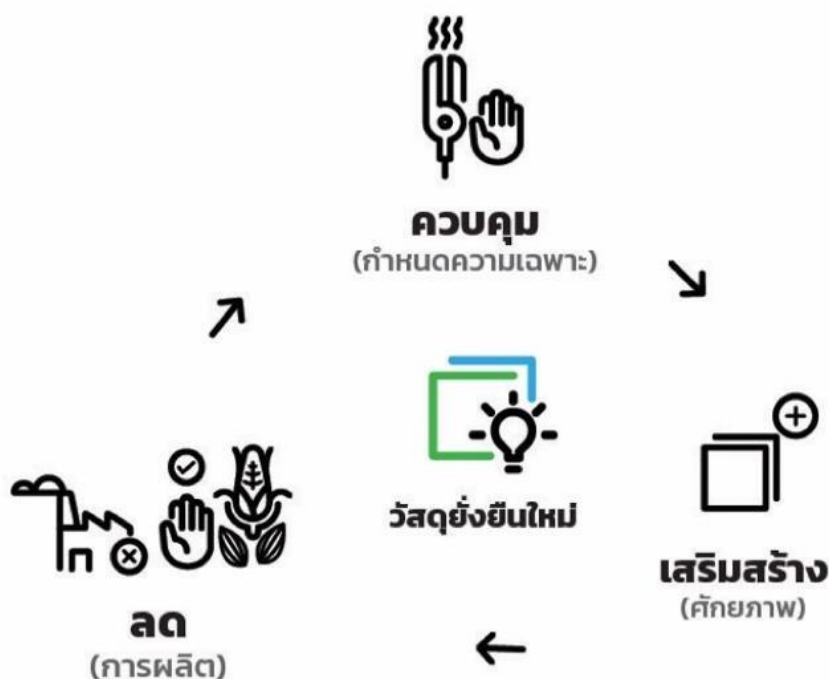 ควบคุม
(กำหนดความเฉพาะ)
วัสดุยั่งยืนใหม่
เสริมสร้าง
(ศักยภาพ)
ลด
(การผลิต)